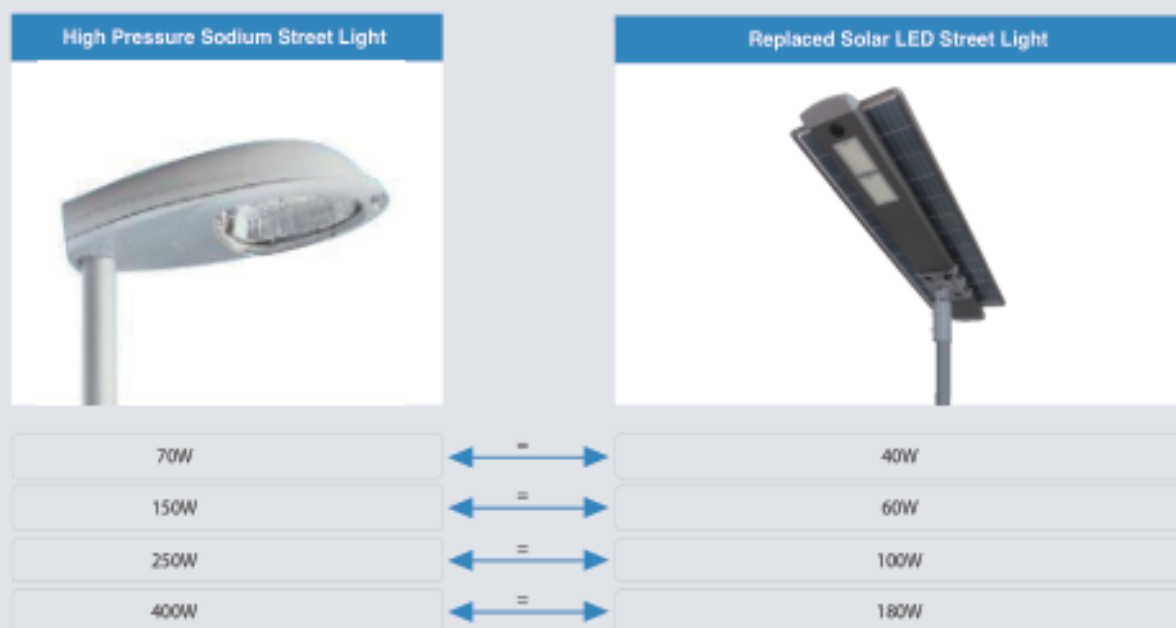 High Pressure Sodium Street Light
Replaced Solar LED Street Light
70W = 40W
150W = 60W
250W = 100W
400W = 180W